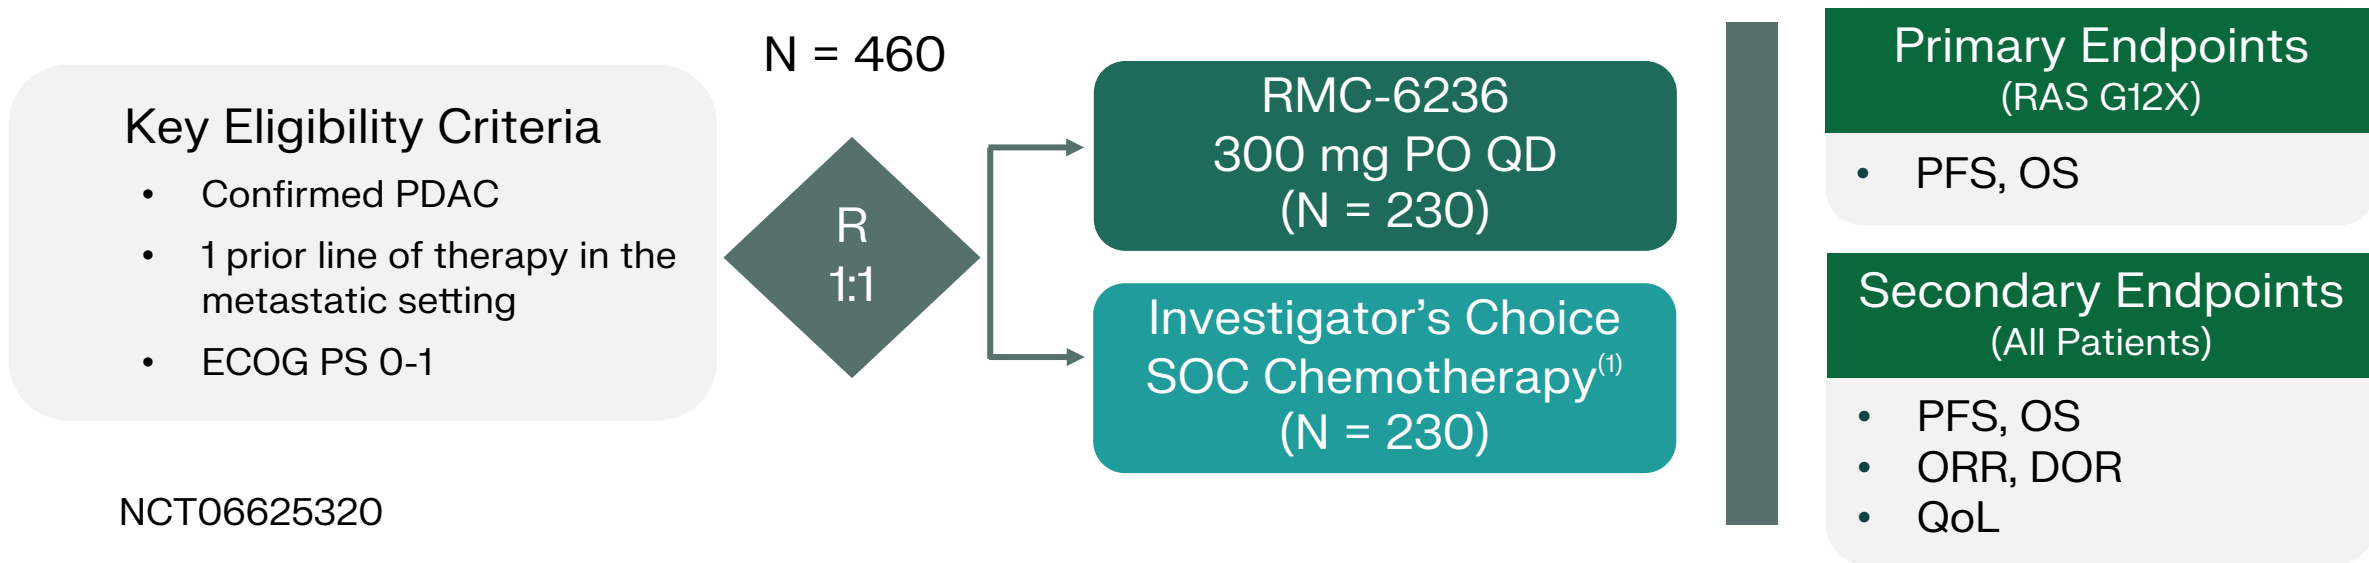 N = 460
Key Eligibility Criteria
• Confirmed PDAC
• 1 prior line of therapy in the
metastatic setting
• ECOG PS 0-1
NCT06625320
R
1:1
RMC-6236
300 mg PO QD
(N = 230)
Investigator’s Choice
SOC Chemotherapy⁽¹⁾
(N = 230)
Primary Endpoints
(RAS G12X)
• PFS, OS
Secondary Endpoints
(All Patients)
• PFS, OS
• ORR, DOR
• QoL